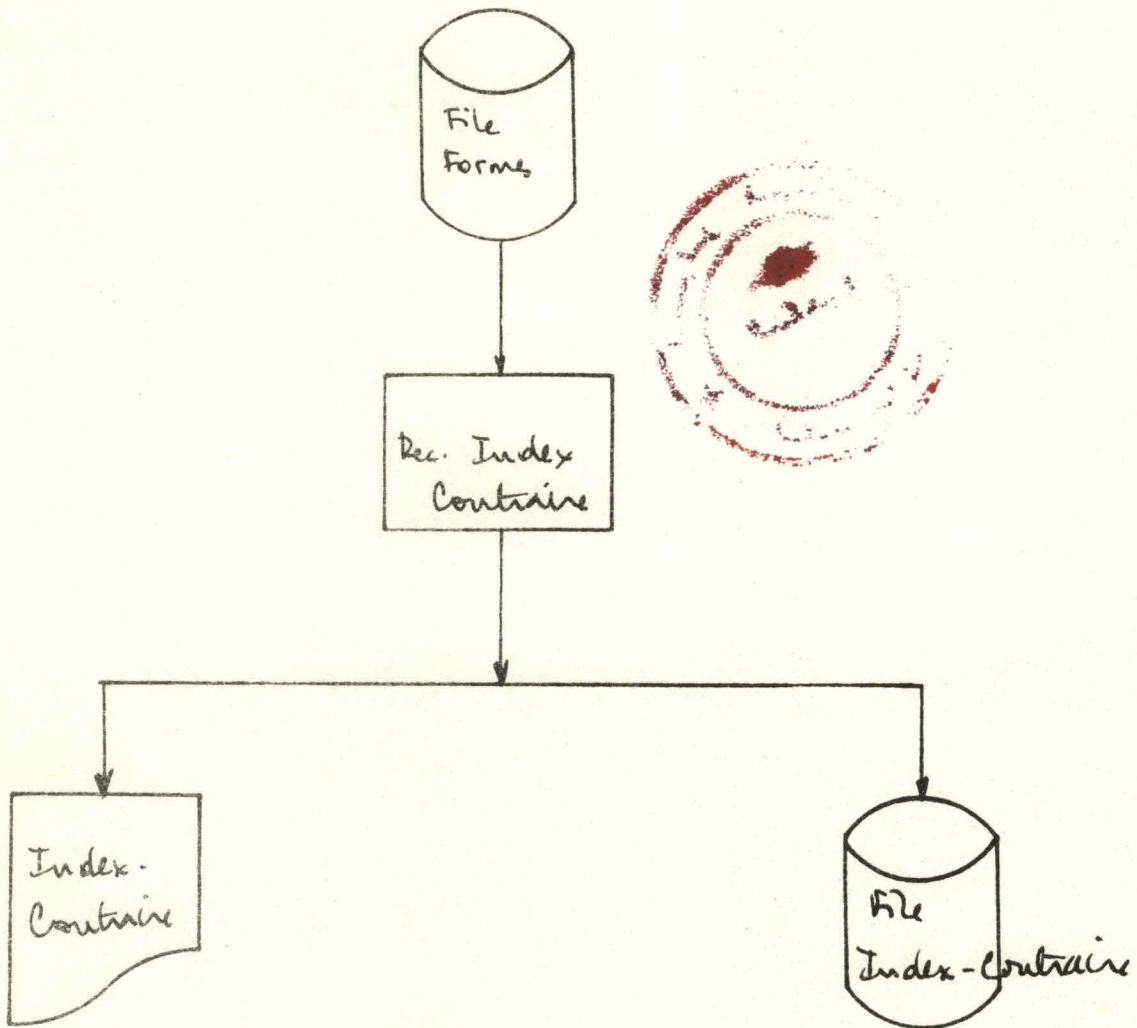 File
Formes
Rec. Index
Contraire
Index-
Contraire
File
Index-Contraire